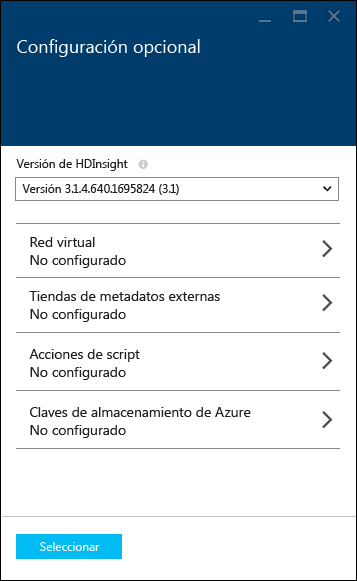 Configuración opcional
Versión de HDInsight
Versión 3.1.4.640.1695824 (3.1)
Red virtual
No configurado
Tiendas de metadatos externas
No configurado
Acciones de script
No configurado
Claves de almacenamiento de Azure
No configurado
Seleccionar